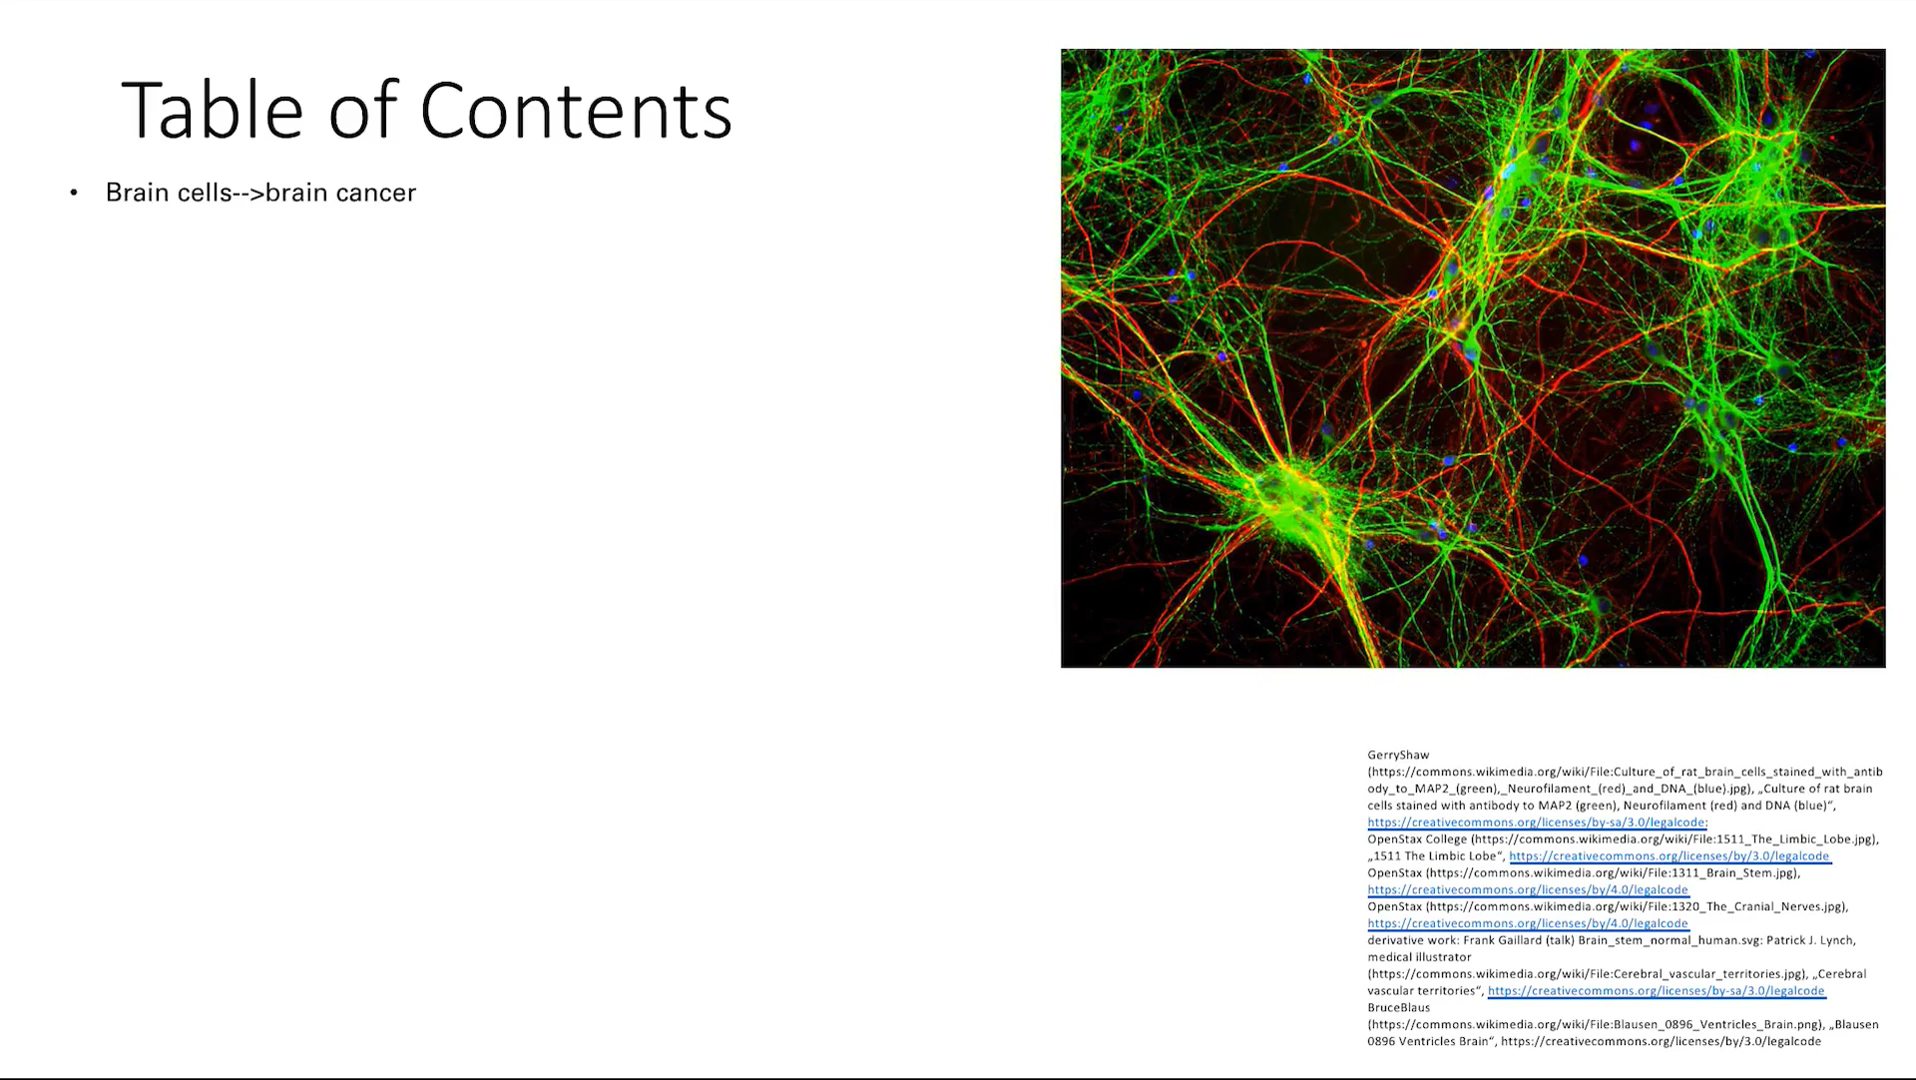 Table of Contents
• Brain cells-->brain cancer
GerryShaw
(https://commons.wikimedia.org/wiki/File:Culture_of_rat_brain_cells_stained_with_antib
ody_to_MAP2_(green),_Neurofilament_(red)_and_DNA_(blue).jpg), „Culture of rat brain
cells stained with antibody to MAP2 (green), Neurofilament (red) and DNA (blue)“,
https://creativecommons.org/licenses/by-sa/3.0/legalcode;
OpenStax College (https://commons.wikimedia.org/wiki/File:1511_The_Limbic_Lobe.jpg),
„1511 The Limbic Lobe“, https://creativecommons.org/licenses/by/3.0/legalcode
OpenStax (https://commons.wikimedia.org/wiki/File:1311_Brain_Stem.jpg),
https://creativecommons.org/licenses/by/4.0/legalcode
OpenStax (https://commons.wikimedia.org/wiki/File:1320_The_Cranial_Nerves.jpg),
https://creativecommons.org/licenses/by/4.0/legalcode
derivative work: Frank Gaillard (talk) Brain_stem_normal_human.svg: Patrick J. Lynch,
medical illustrator
(https://commons.wikimedia.org/wiki/File:Cerebral_vascular_territories.jpg), „Cerebral
vascular territories“, https://creativecommons.org/licenses/by-sa/3.0/legalcode
BruceBlaus
(https://commons.wikimedia.org/wiki/File:Blausen_0896_Ventricles_Brain.png), „Blausen
0896 Ventricles Brain“, https://creativecommons.org/licenses/by/3.0/legalcode